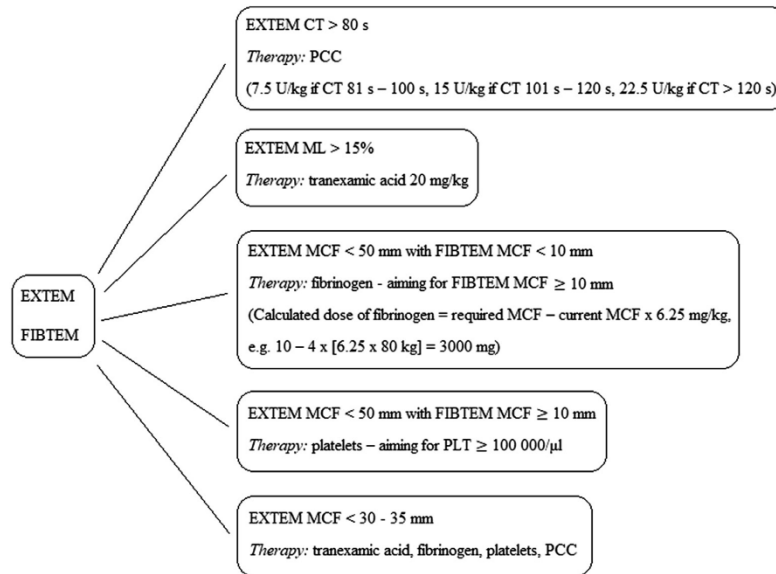 EXTEM CT > 80 s
Therapy: PCC
(7.5 U/kg if CT 81 s – 100 s, 15 U/kg if CT 101 s – 120 s, 22.5 U/kg if CT > 120 s)
EXTEM ML > 15%
Therapy: tranexamic acid 20 mg/kg
EXTEM MCF < 50 mm with FIBTEM MCF < 10 mm
Therapy: fibrinogen - aiming for FIBTEM MCF ≥ 10 mm
(Calculated dose of fibrinogen = required MCF – current MCF x 6.25 mg/kg,
e.g. 10 – 4 x [6.25 x 80 kg] = 3000 mg)
EXTEM
FIBTEM
EXTEM MCF < 50 mm with FIBTEM MCF ≥ 10 mm
Therapy: platelets – aiming for PLT ≥ 100 000/µl
EXTEM MCF < 30 - 35 mm
Therapy: tranexamic acid, fibrinogen, platelets, PCC